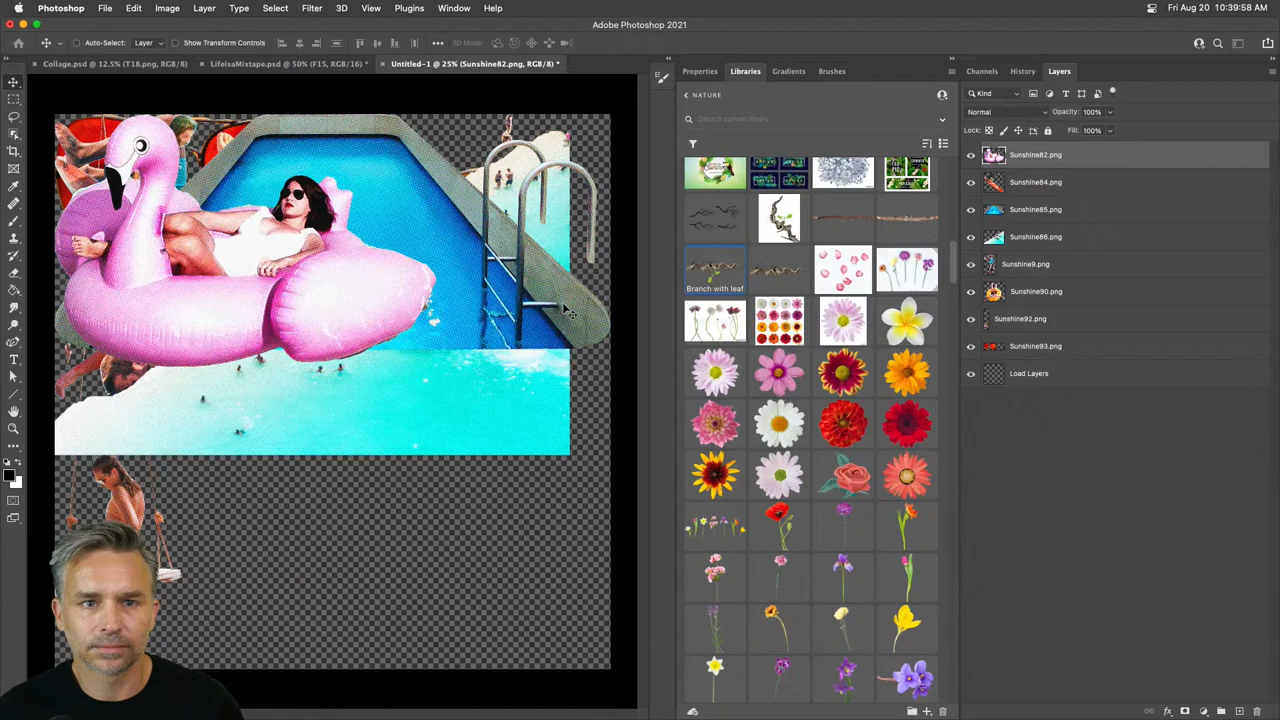 Photoshop File Edit Image Layer Type Select Filter 3D View Plugins Window Help Fri Aug 20 10:39:58 AM
Adobe Photoshop 2021
Auto-Select: Layer Show Transform Controls 3D Mode:
Collage.psd @ 12.5% (T18.png, RGB/8) LifeisaMixtape.psd @ 50% (F15, RGB/16) * Untitled-1 @ 25% (Sunshine82.png, RGB/8) *
Properties Libraries Gradients Brushes
Channels History Layers
NATURE
Kind
Search current library
Normal Opacity: 100%
Lock: Fill: 100%
Sunshine82.png
Sunshine84.png
Sunshine85.png
Sunshine86.png
Sunshine9.png
Sunshine90.png
Sunshine92.png
Sunshine93.png
Load Layers
Branch with leaf